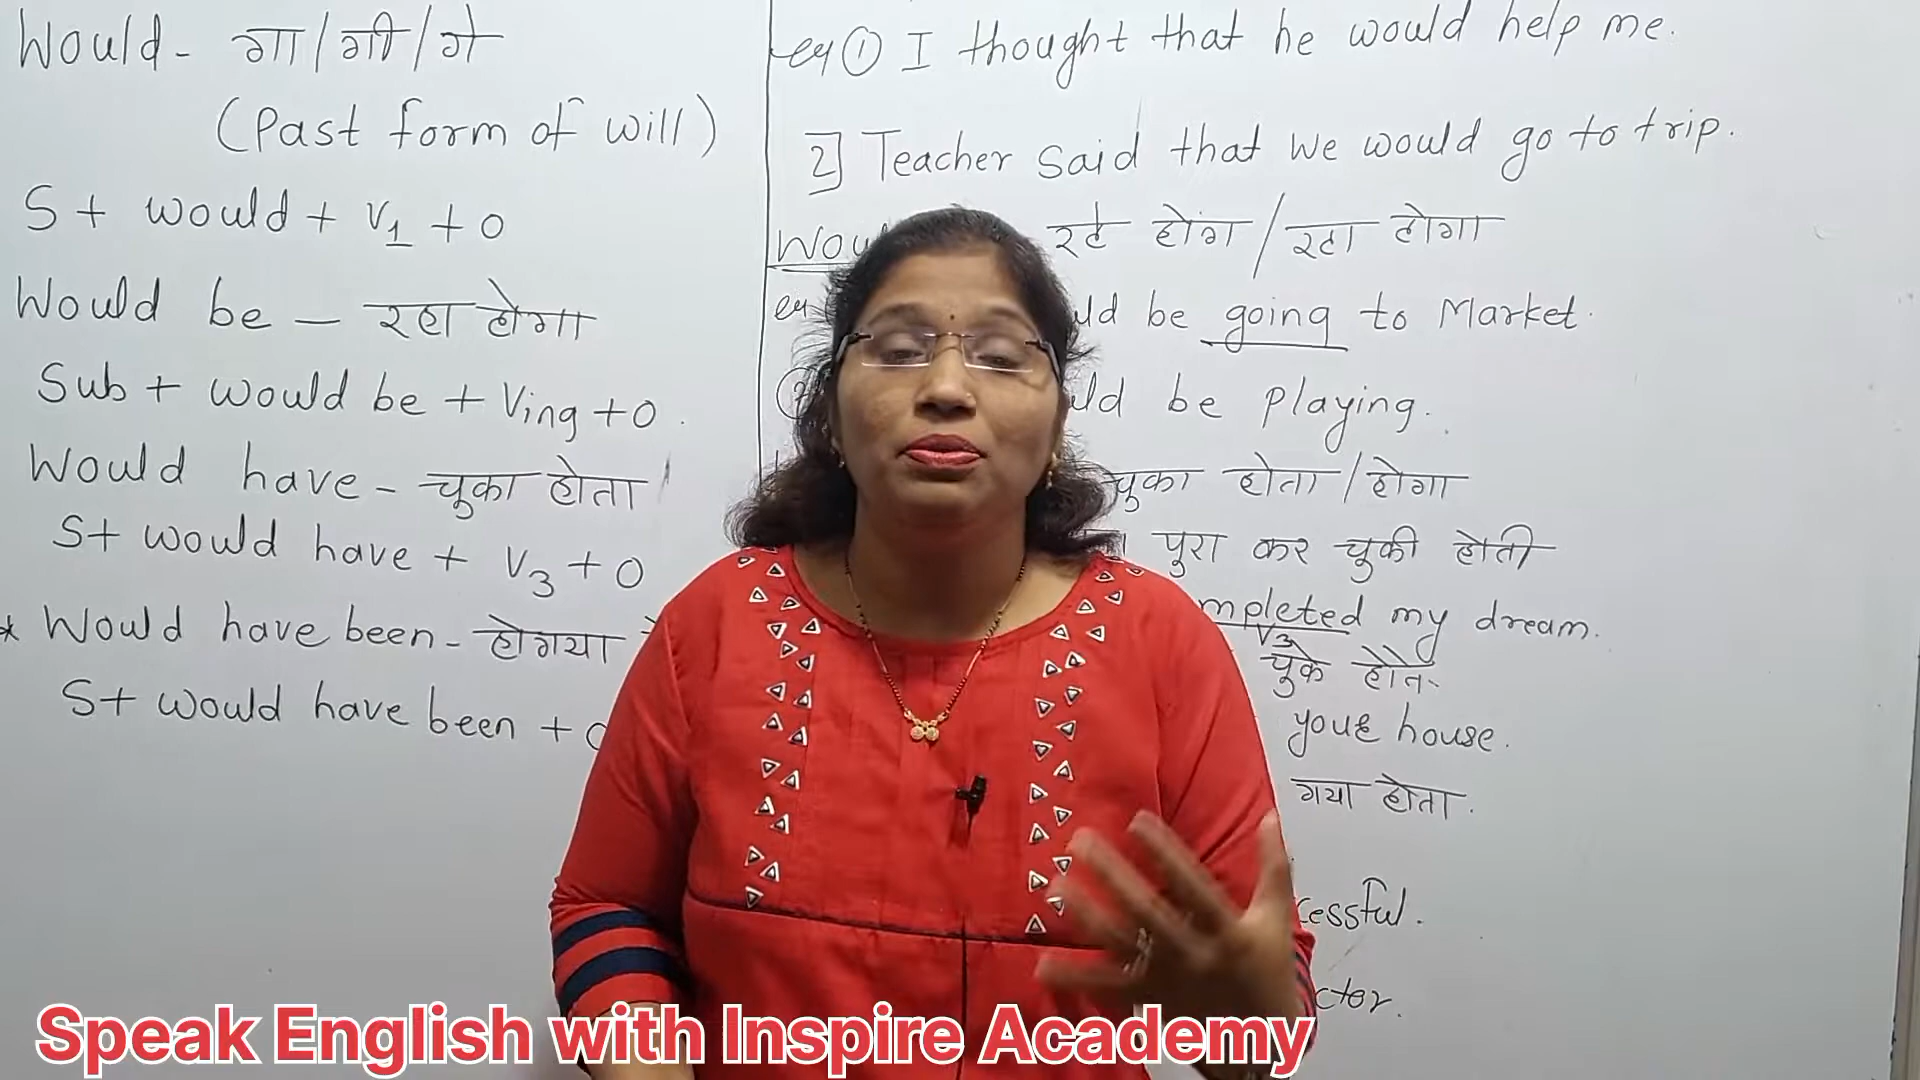 Would - गा/गी/गे
(Past form of will)
S + would + V1 + O
Would be – रहा होगा
Sub + would be + Ving + O.
Would have - चुका होता
S+ would have + V3 + O
* Would have been - होगया
S+ would have been +
eg ① I thought that he would help me.
2] Teacher said that we would go to trip.
रहे होंगे / रहा होगा
eg be going to Market.
be playing.
चुका होता / होगा
पुरा कर चुकी होती
my dream.
V3
चुके होते
your house.
गया होता.
Speak English with Inspire Academy